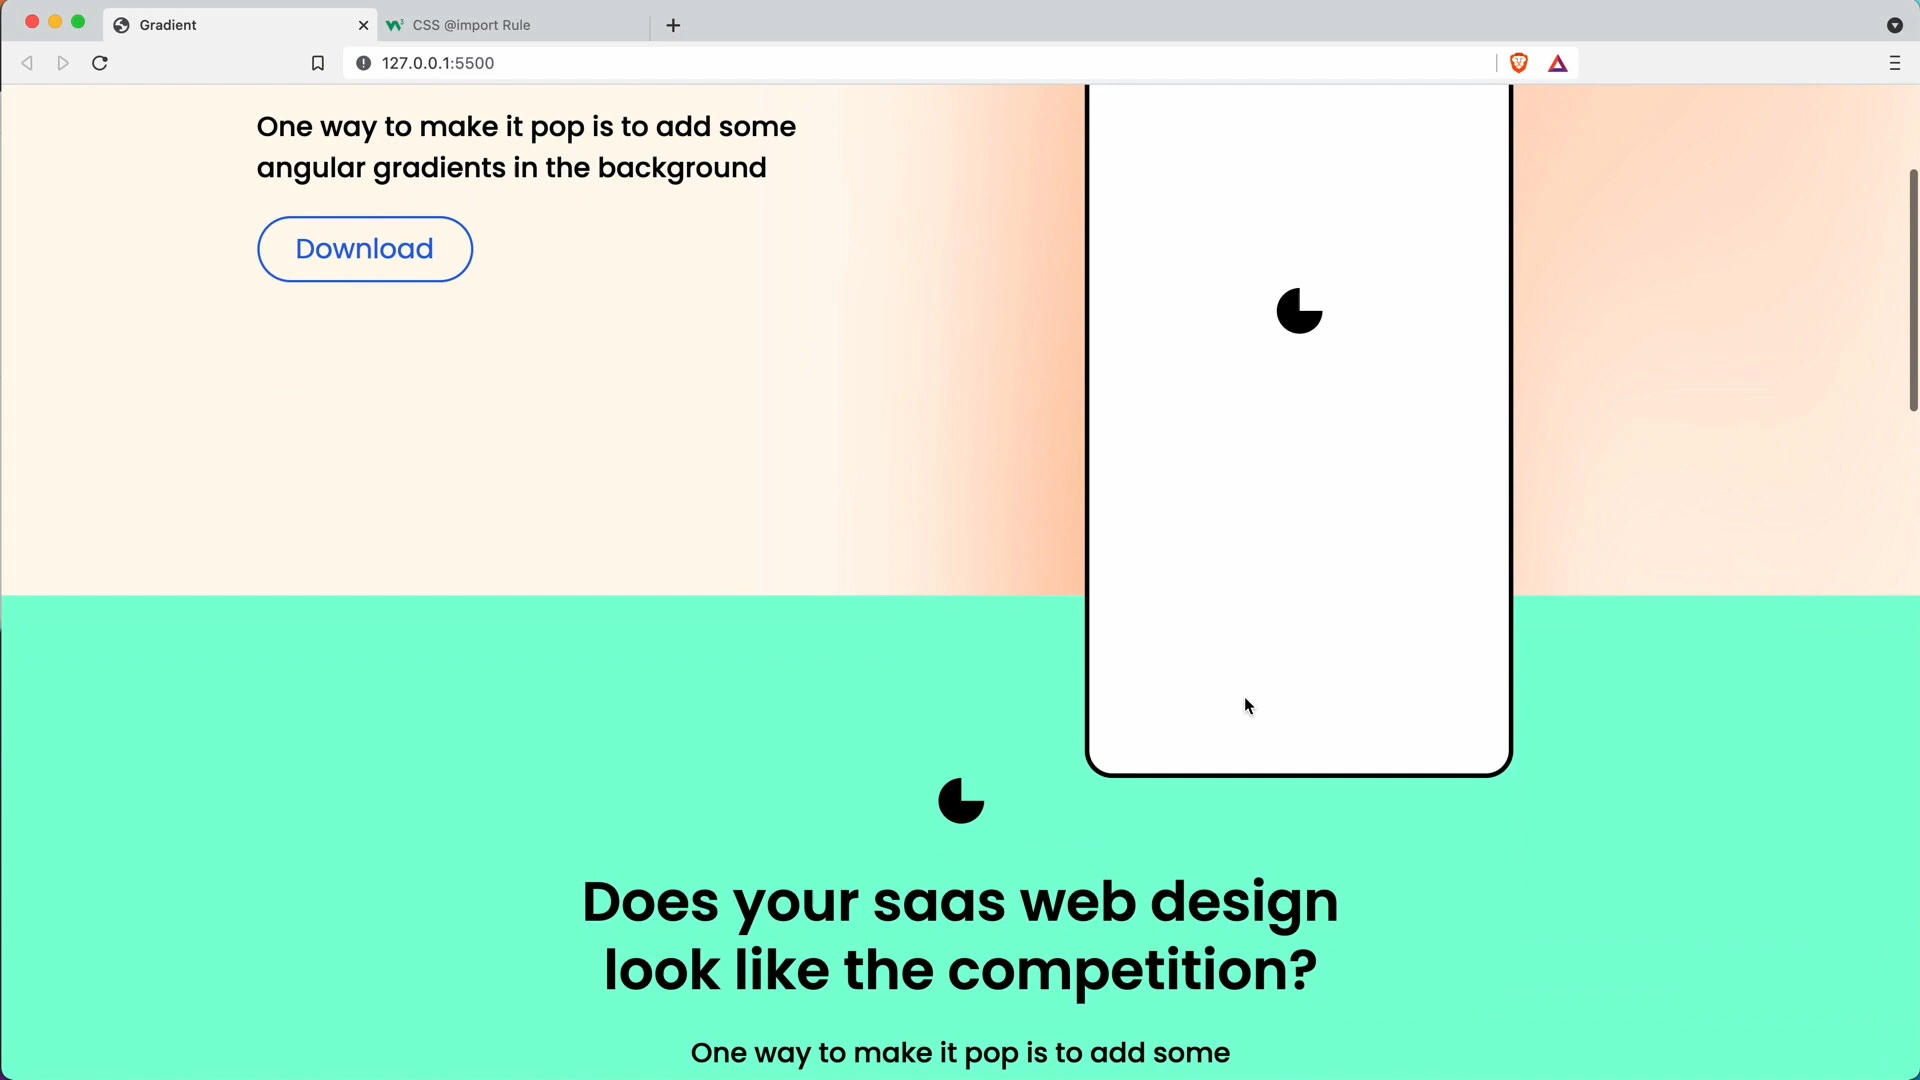 Gradient
CSS @import Rule
127.0.0.1:5500
One way to make it pop is to add some
angular gradients in the background
Download
Does your saas web design
look like the competition?
One way to make it pop is to add some